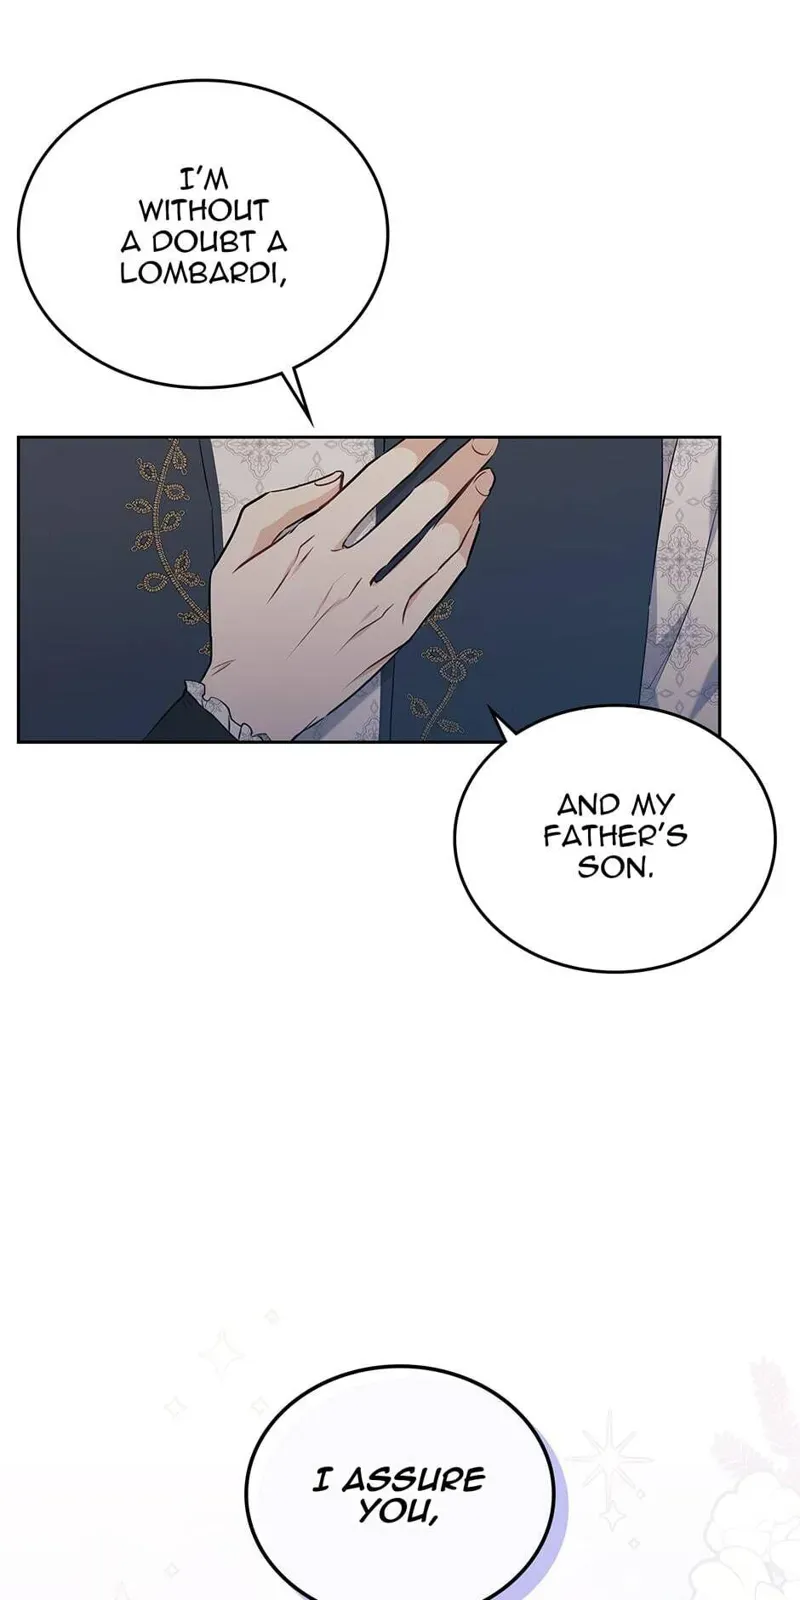 I'M
WITHOUT
A DOUBT A
LOMBARDI,
AND MY
FATHER'S
SON.
I ASSURE
YOU,